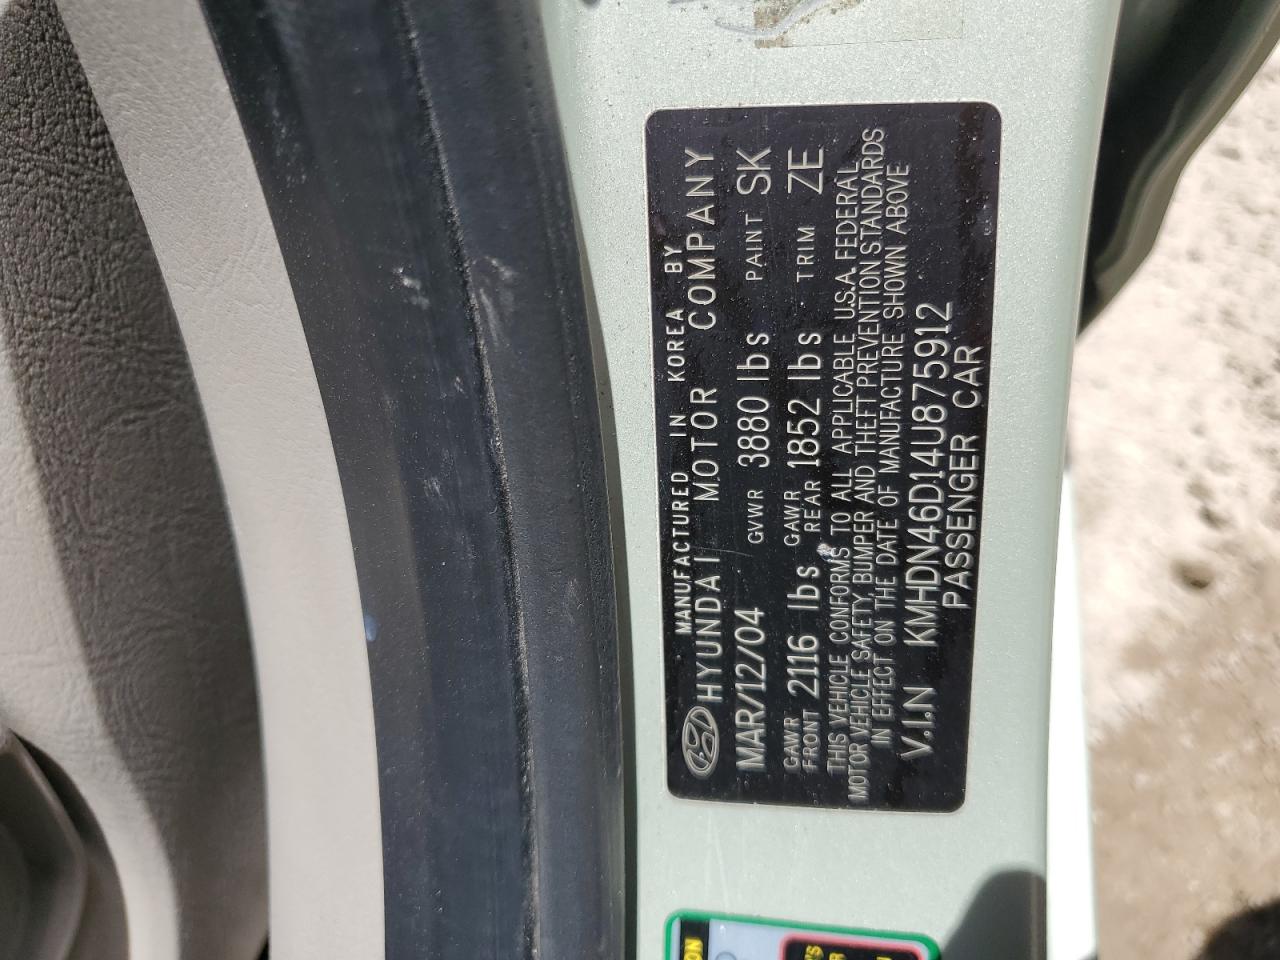 MANUFACTURED IN KOREA BY
HYUNDAI MOTOR COMPANY
MAR/12/04 GVWR 3880 lbs PAINT SK
GAWR FRONT 2116 lbs GAWR REAR 1852 lbs TRIM ZE
THIS VEHICLE CONFORMS TO ALL APPLICABLE U.S.A. FEDERAL
MOTOR VEHICLE SAFETY, BUMPER AND THEFT PREVENTION STANDARDS
IN EFFECT ON THE DATE OF MANUFACTURE SHOWN ABOVE
V.I.N KMHDN46D14U875912
PASSENGER CAR